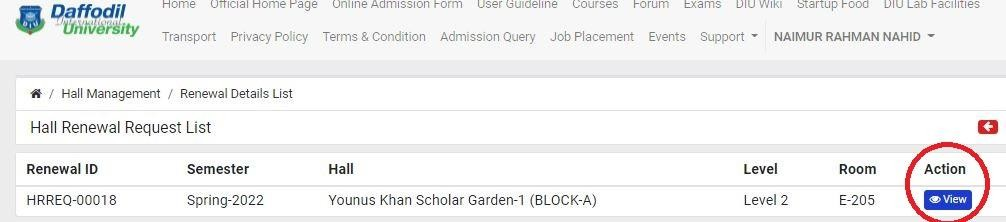 Daffodil
International
University
Home Official Home Page Online Admission Form User Guideline Courses Forum Exams DIU Wiki Startup Food DIU Lab Facilities
Transport Privacy Policy Terms & Condition Admission Query Job Placement Events Support NAIMUR RAHMAN NAHID
/ Hall Management / Renewal Details List
Hall Renewal Request List
Renewal ID Semester Hall Level Room Action
HRREQ-00018 Spring-2022 Younus Khan Scholar Garden-1 (BLOCK-A) Level 2 E-205 View